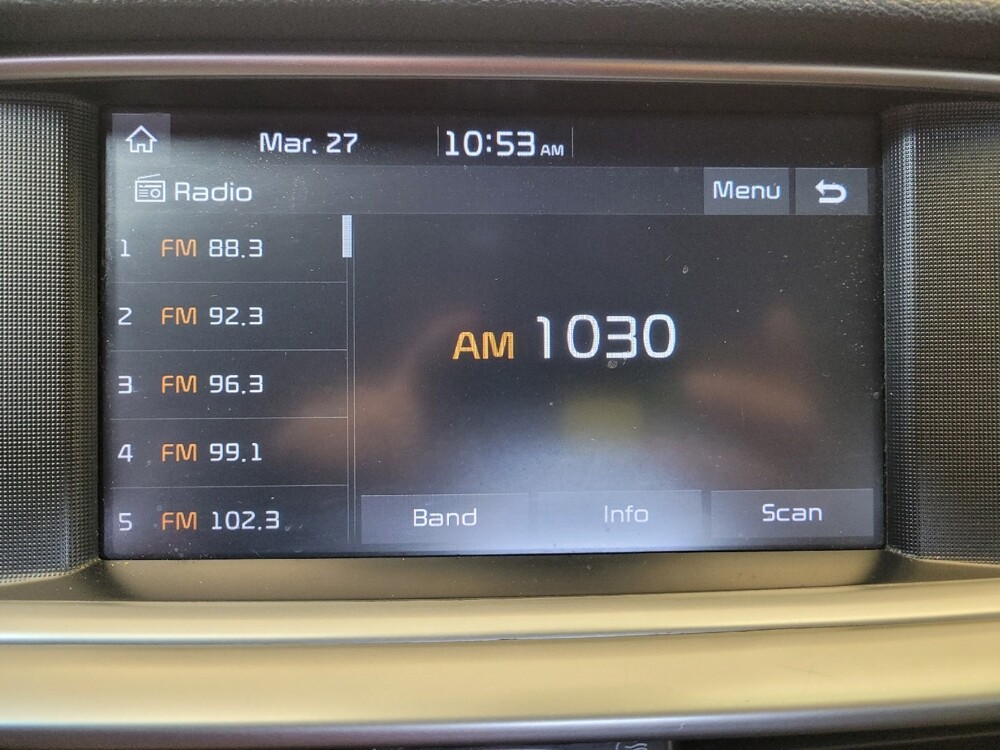 Mar. 27 10:53 AM
Radio Menu
1 FM 88.3
2 FM 92.3
3 FM 96.3
4 FM 99.1
5 FM 102.3
AM 1030
Band Info Scan